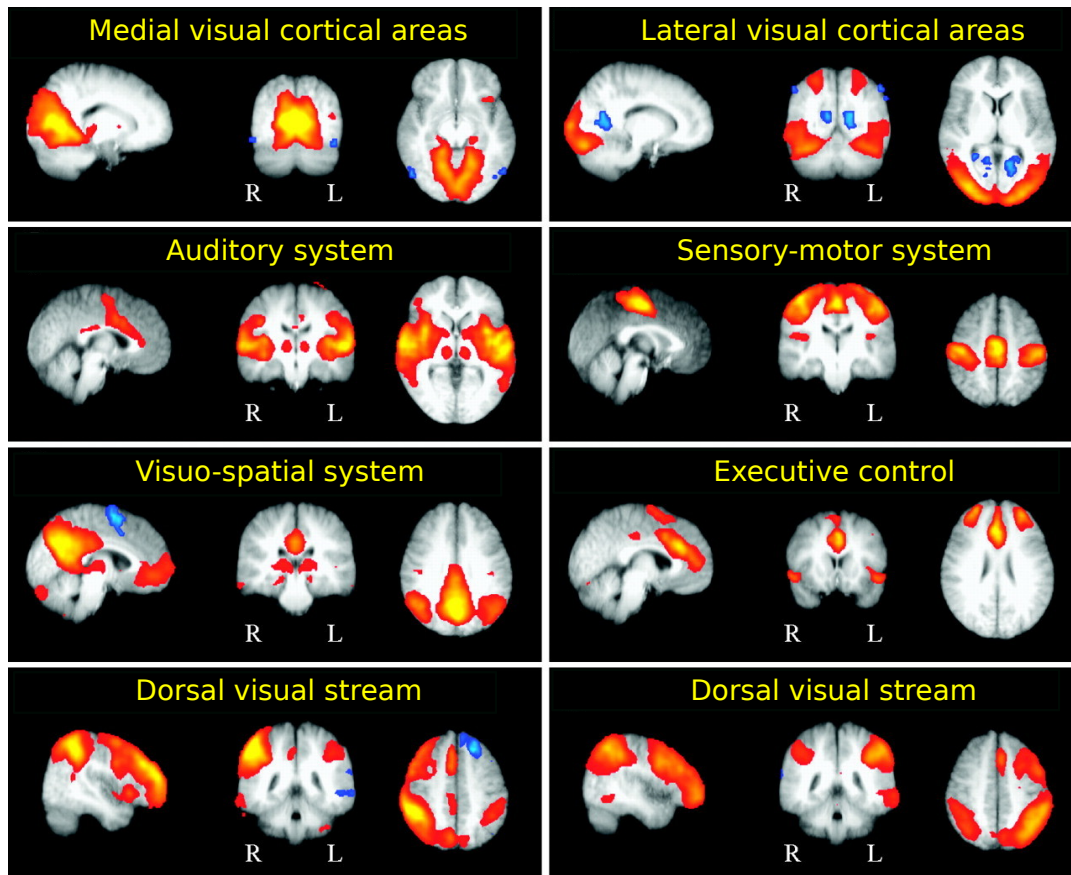 Medial visual cortical areas
R L
Lateral visual cortical areas
R L
Auditory system
R L
Sensory-motor system
R L
Visuo-spatial system
R L
Executive control
R L
Dorsal visual stream
R L
Dorsal visual stream
R L